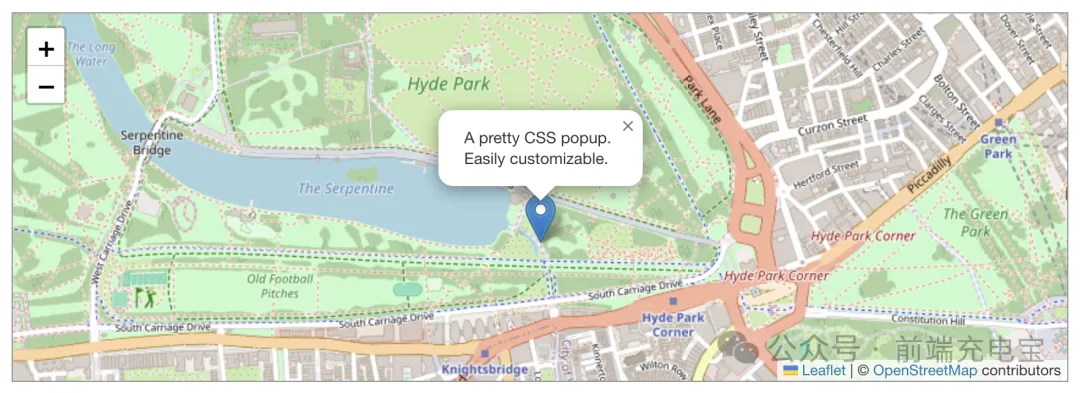 +
−
The Long
Water
Hyde Park
Park Lane
Chesterfield Hill
Charles Street
Dover Street
Bolton Street
Clarges Street
Curzon Street
Hertford Street
Green
Park
Piccadilly
Serpentine
Bridge
A pretty CSS popup.
Easily customizable.
×
The Serpentine
West Carriage Drive
The Green
Park
Hyde Park Corner
Hyde Park Corner
Old Football
Pitches
South Carriage Drive
South Carriage Drive
South Carriage Drive
Hyde Park
Corner
Constitution Hill
Knightsbridge
Wilton Row
公众号 · 前端充电宝
Leaflet | © OpenStreetMap contributors